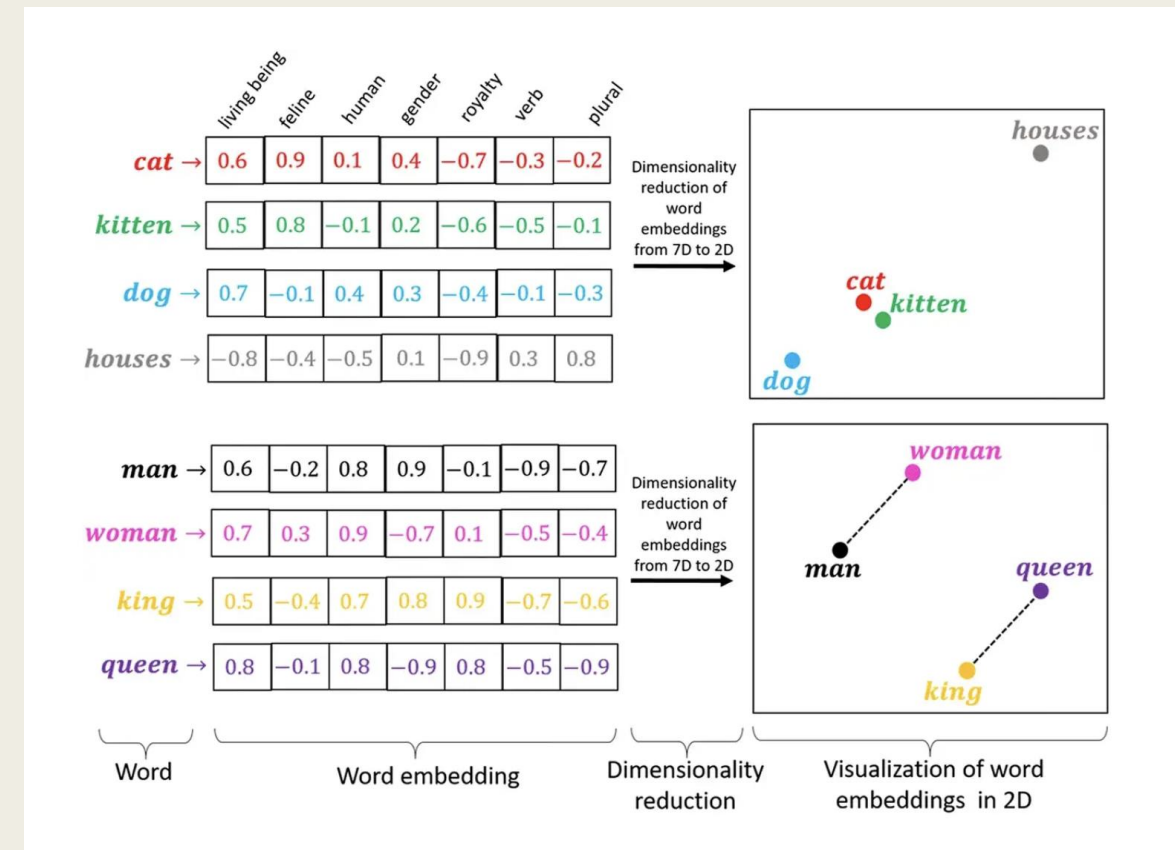 living being feline human gender royalty verb plural
cat → 0.6 0.9 0.1 0.4 −0.7 −0.3 −0.2
kitten → 0.5 0.8 −0.1 0.2 −0.6 −0.5 −0.1
dog → 0.7 −0.1 0.4 0.3 −0.4 −0.1 −0.3
houses → −0.8 −0.4 −0.5 0.1 −0.9 0.3 0.8
Dimensionality
reduction of
word
embeddings
from 7D to 2D
houses
cat
kitten
dog
man → 0.6 −0.2 0.8 0.9 −0.1 −0.9 −0.7
woman → 0.7 0.3 0.9 −0.7 0.1 −0.5 −0.4
king → 0.5 −0.4 0.7 0.8 0.9 −0.7 −0.6
queen → 0.8 −0.1 0.8 −0.9 0.8 −0.5 −0.9
Dimensionality
reduction of
word
embeddings
from 7D to 2D
woman
man
queen
king
Word
Word embedding
Dimensionality
reduction
Visualization of word
embeddings in 2D